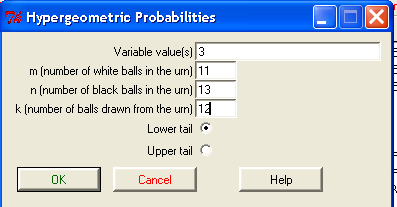 Hypergeometric Probabilities
Variable value(s) 3
m (number of white balls in the urn) 11
n (number of black balls in the urn) 13
k (number of balls drawn from the urn) 12
Lower tail
Upper tail
OK Cancel Help